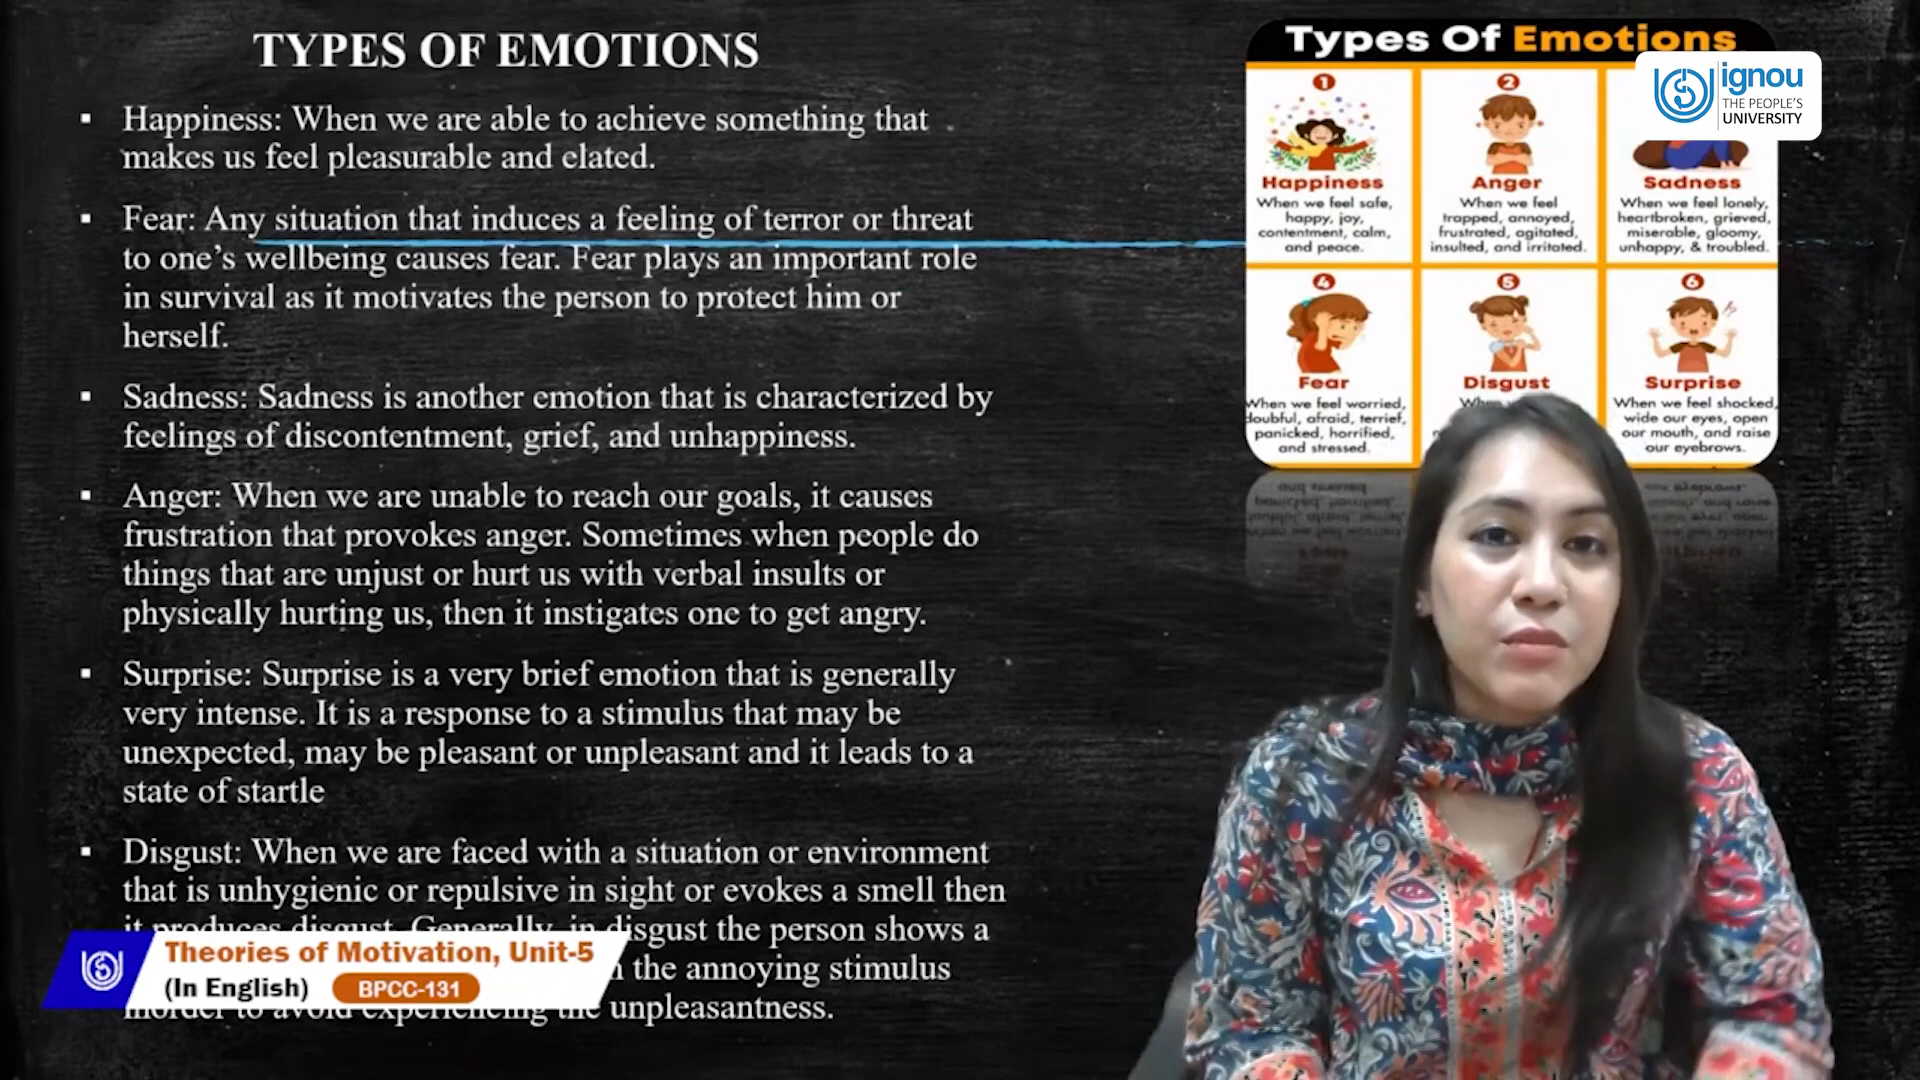 TYPES OF EMOTIONS
Happiness: When we are able to achieve something that
makes us feel pleasurable and elated.
Fear: Any situation that induces a feeling of terror or threat
to one’s wellbeing causes fear. Fear plays an important role
in survival as it motivates the person to protect him or
herself.
Sadness: Sadness is another emotion that is characterized by
feelings of discontentment, grief, and unhappiness.
Anger: When we are unable to reach our goals, it causes
frustration that provokes anger. Sometimes when people do
things that are unjust or hurt us with verbal insults or
physically hurting us, then it instigates one to get angry.
Surprise: Surprise is a very brief emotion that is generally
very intense. It is a response to a stimulus that may be
unexpected, may be pleasant or unpleasant and it leads to a
state of startle
Disgust: When we are faced with a situation or environment
that is unhygienic or repulsive in sight or evokes a smell then
it produces disgust. Generally, in disgust the person shows a
the annoying stimulus
inorder to avoid experiencing the unpleasantness.
Theories of Motivation, Unit-5
(In English) BPCC-131
Types Of Emotions
ignou
THE PEOPLE'S
UNIVERSITY
1
Happiness
When we feel safe,
happy, joy,
contentment, calm,
and peace.
2
Anger
When we feel
trapped, annoyed,
frustrated, agitated,
insulted, and irritated.
Sadness
When we feel lonely,
heartbroken, grieved,
miserable, gloomy,
unhappy, & troubled.
4
Fear
When we feel worried,
doubful, afraid, terrief,
panicked, horrified,
and stressed.
5
Disgust
6
Surprise
When we feel shocked,
wide our eyes, open
our mouth, and raise
our eyebrows.